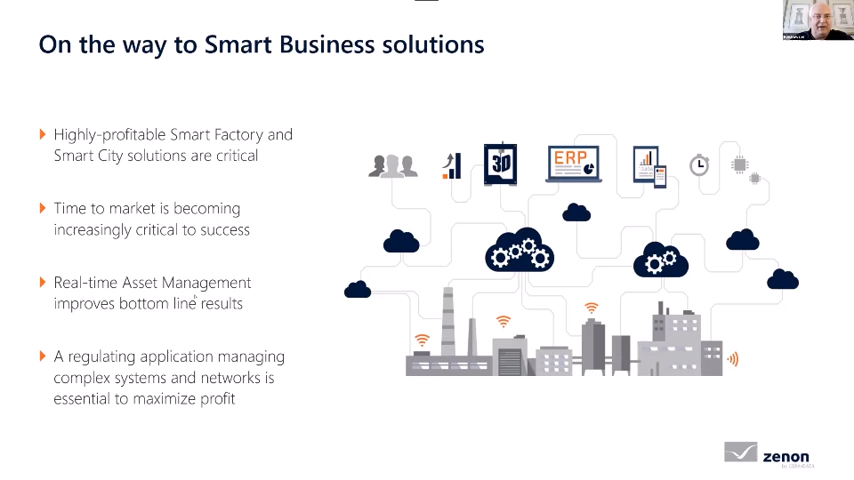 On the way to Smart Business solutions
Highly-profitable Smart Factory and
Smart City solutions are critical
Time to market is becoming
increasingly critical to success
Real-time Asset Management
improves bottom line results
A regulating application managing
complex systems and networks is
essential to maximize profit
3D
ERP
zenon
by COPADATA